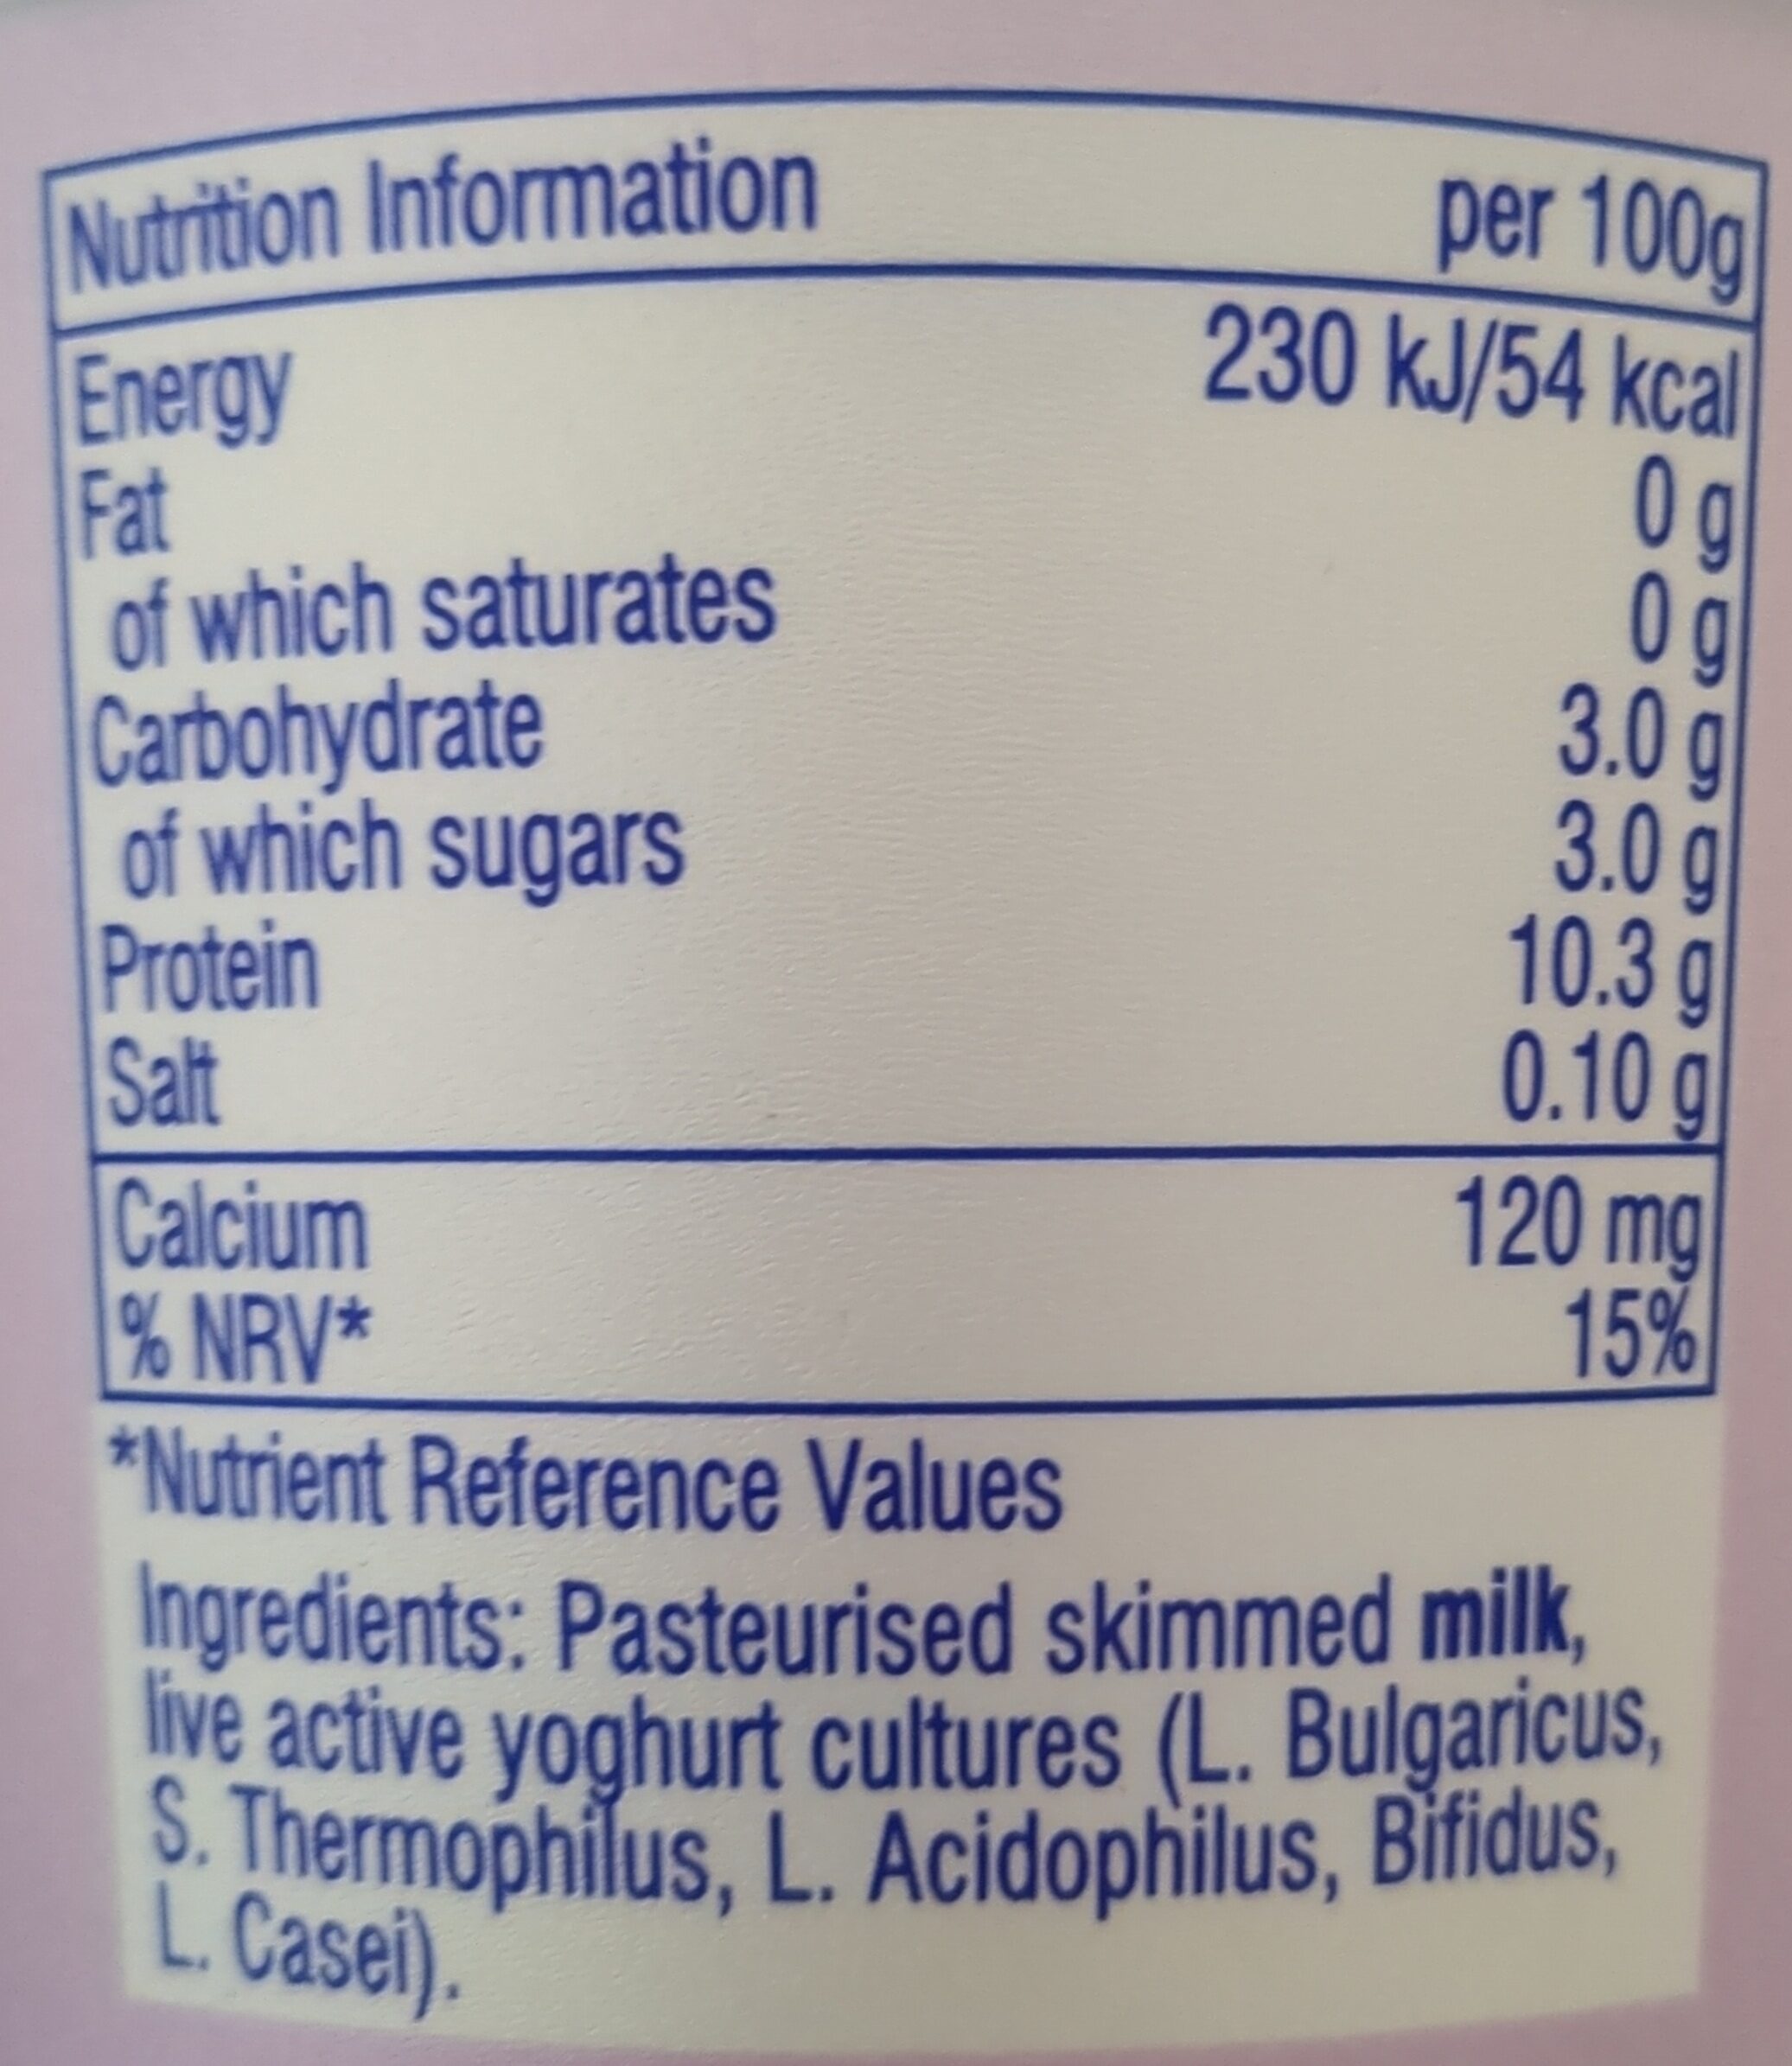 Nutrition Information per 100g
Energy 230 kJ/54 kcal
Fat 0 g
of which saturates 0 g
Carbohydrate 3.0 g
of which sugars 3.0 g
Protein 10.3 g
Salt 0.10 g
Calcium 120 mg
% NRV* 15%
*Nutrient Reference Values
Ingredients: Pasteurised skimmed milk,
live active yoghurt cultures (L. Bulgaricus,
S. Thermophilus, L. Acidophilus, Bifidus,
L. Casei).